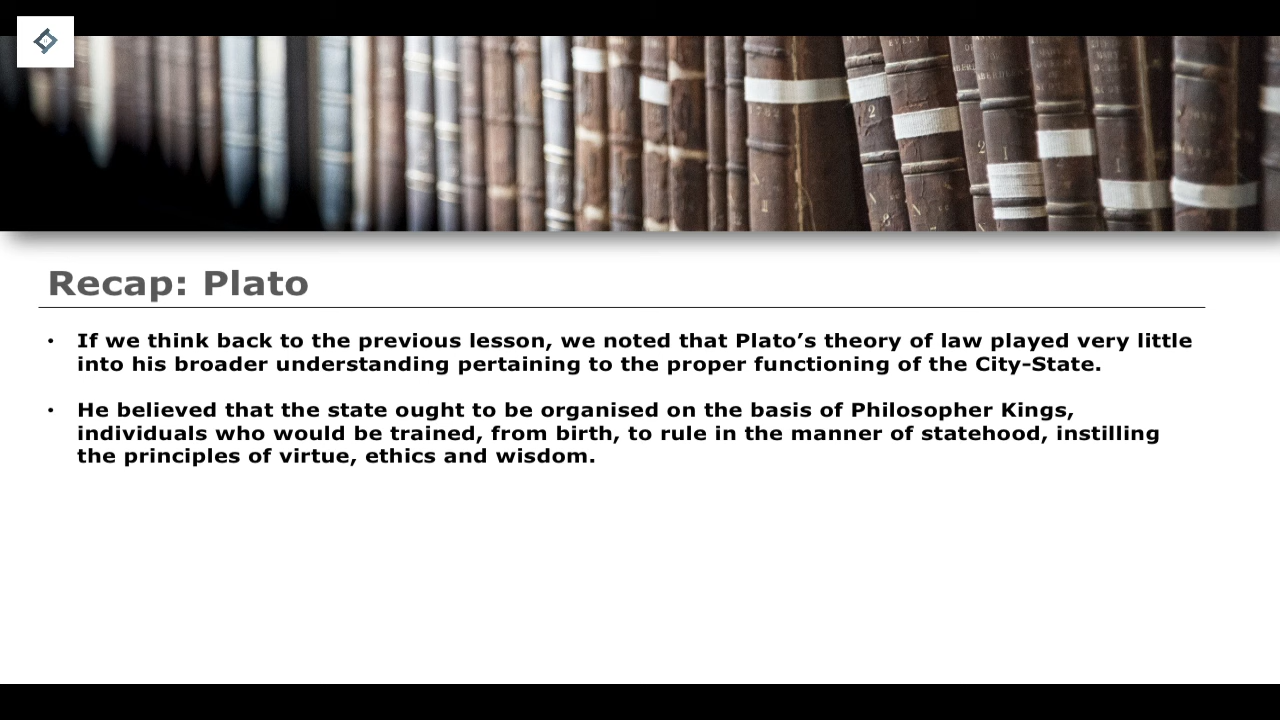 Recap: Plato
• If we think back to the previous lesson, we noted that Plato’s theory of law played very little
into his broader understanding pertaining to the proper functioning of the City-State.
• He believed that the state ought to be organised on the basis of Philosopher Kings,
individuals who would be trained, from birth, to rule in the manner of statehood, instilling
the principles of virtue, ethics and wisdom.